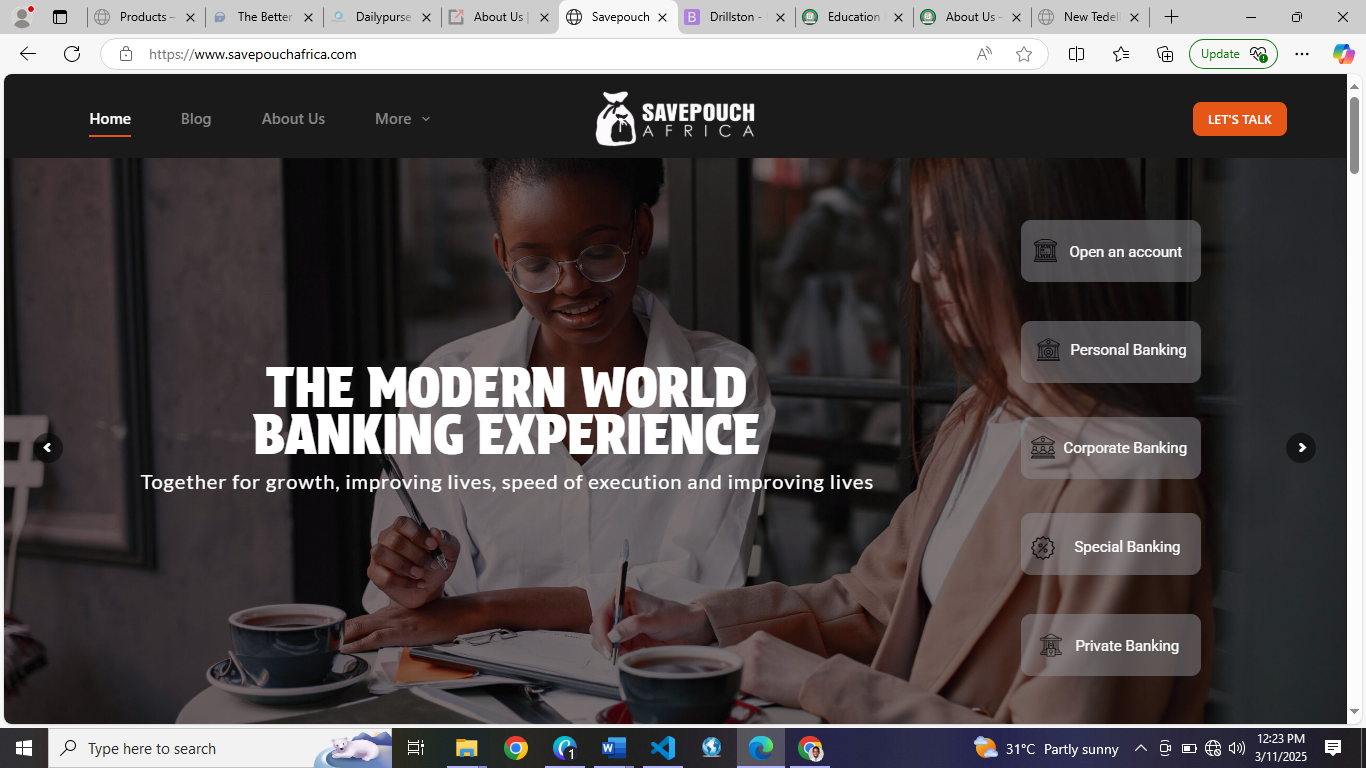 Products –
The Better
Dailypurse
About Us |
Savepouch
Drillston -
Education
About Us –
New Tedel
https://www.savepouchafrica.com
Update
Home
Blog
About Us
More
SAVEPOUCH
AFRICA
LET'S TALK
Open an account
Personal Banking
THE MODERN WORLD
BANKING EXPERIENCE
Together for growth, improving lives, speed of execution and improving lives
Corporate Banking
Special Banking
Private Banking
Type here to search
1
31°C Partly sunny
12:23 PM
3/11/2025